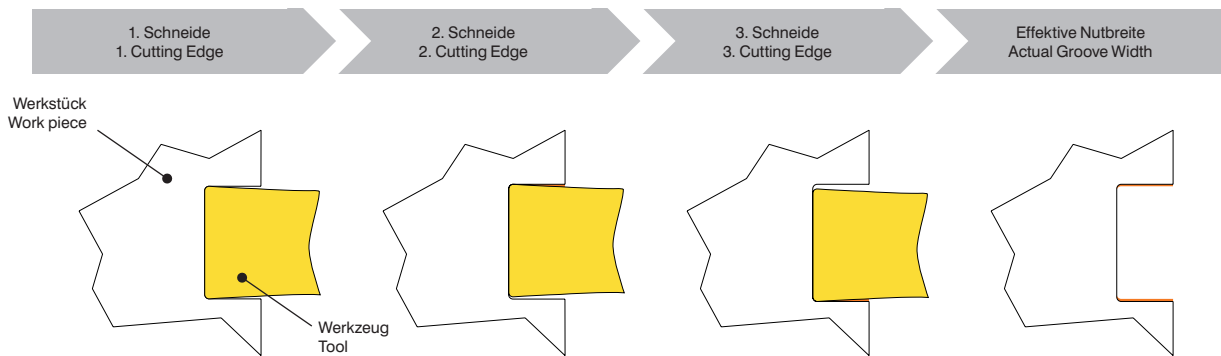 1. Schneide
1. Cutting Edge
2. Schneide
2. Cutting Edge
3. Schneide
3. Cutting Edge
Effektive Nutbreite
Actual Groove Width
Werkstück
Work piece
Werkzeug
Tool